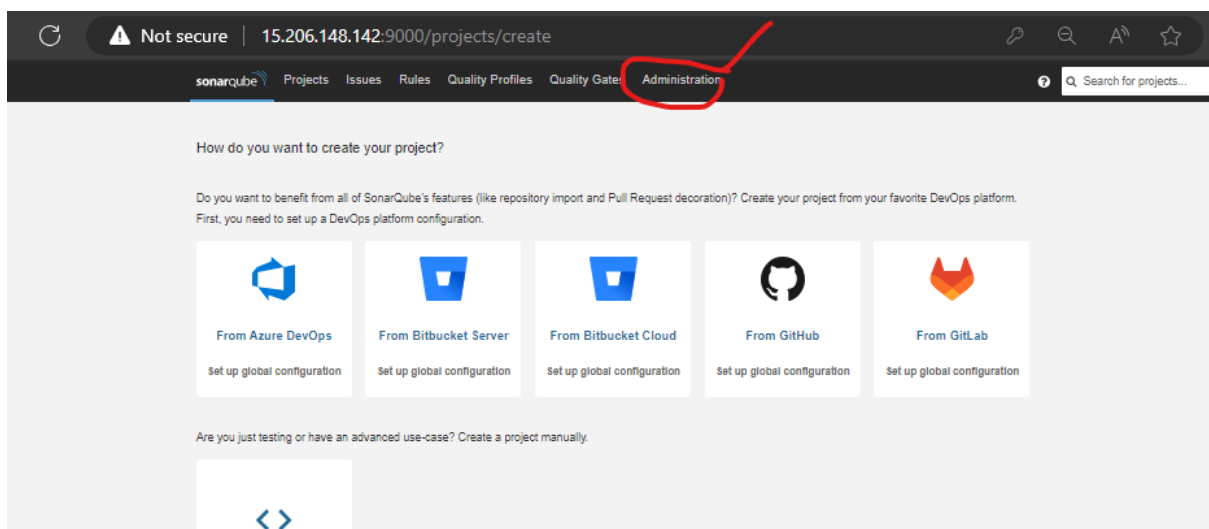 Not secure 15.206.148.142:9000/projects/create
sonarqube Projects Issues Rules Quality Profiles Quality Gates Administration Search for projects...
How do you want to create your project?
Do you want to benefit from all of SonarQube's features (like repository import and Pull Request decoration)? Create your project from your favorite DevOps platform.
First, you need to set up a DevOps platform configuration.
From Azure DevOps From Bitbucket Server From Bitbucket Cloud From GitHub From GitLab
Set up global configuration Set up global configuration Set up global configuration Set up global configuration Set up global configuration
Are you just testing or have an advanced use-case? Create a project manually.